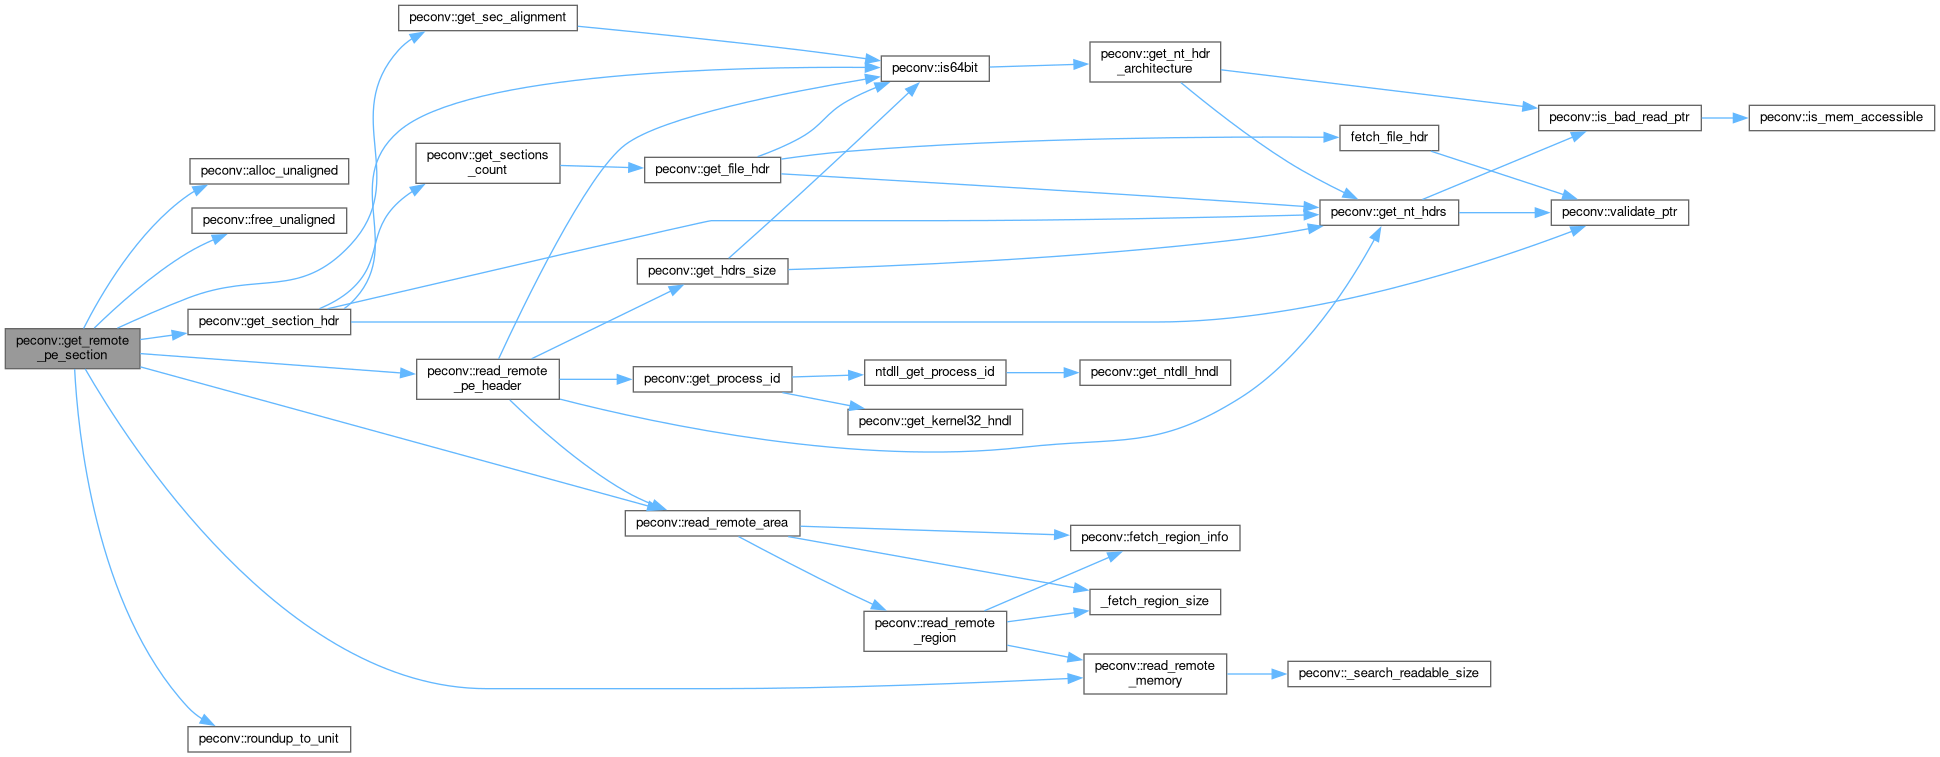 peconv::get_remote
_pe_section
peconv::alloc_unaligned
peconv::free_unaligned
peconv::get_section_hdr
peconv::roundup_to_unit
peconv::get_sec_alignment
peconv::get_sections
_count
peconv::read_remote
_pe_header
peconv::get_file_hdr
peconv::get_hdrs_size
peconv::get_process_id
peconv::read_remote_area
peconv::is64bit
ntdll_get_process_id
peconv::get_kernel32_hndl
peconv::read_remote
_region
peconv::get_nt_hdr
_architecture
peconv::get_ntdll_hndl
peconv::fetch_region_info
_fetch_region_size
peconv::read_remote
_memory
fetch_file_hdr
peconv::get_nt_hdrs
peconv::_search_readable_size
peconv::is_bad_read_ptr
peconv::validate_ptr
peconv::is_mem_accessible